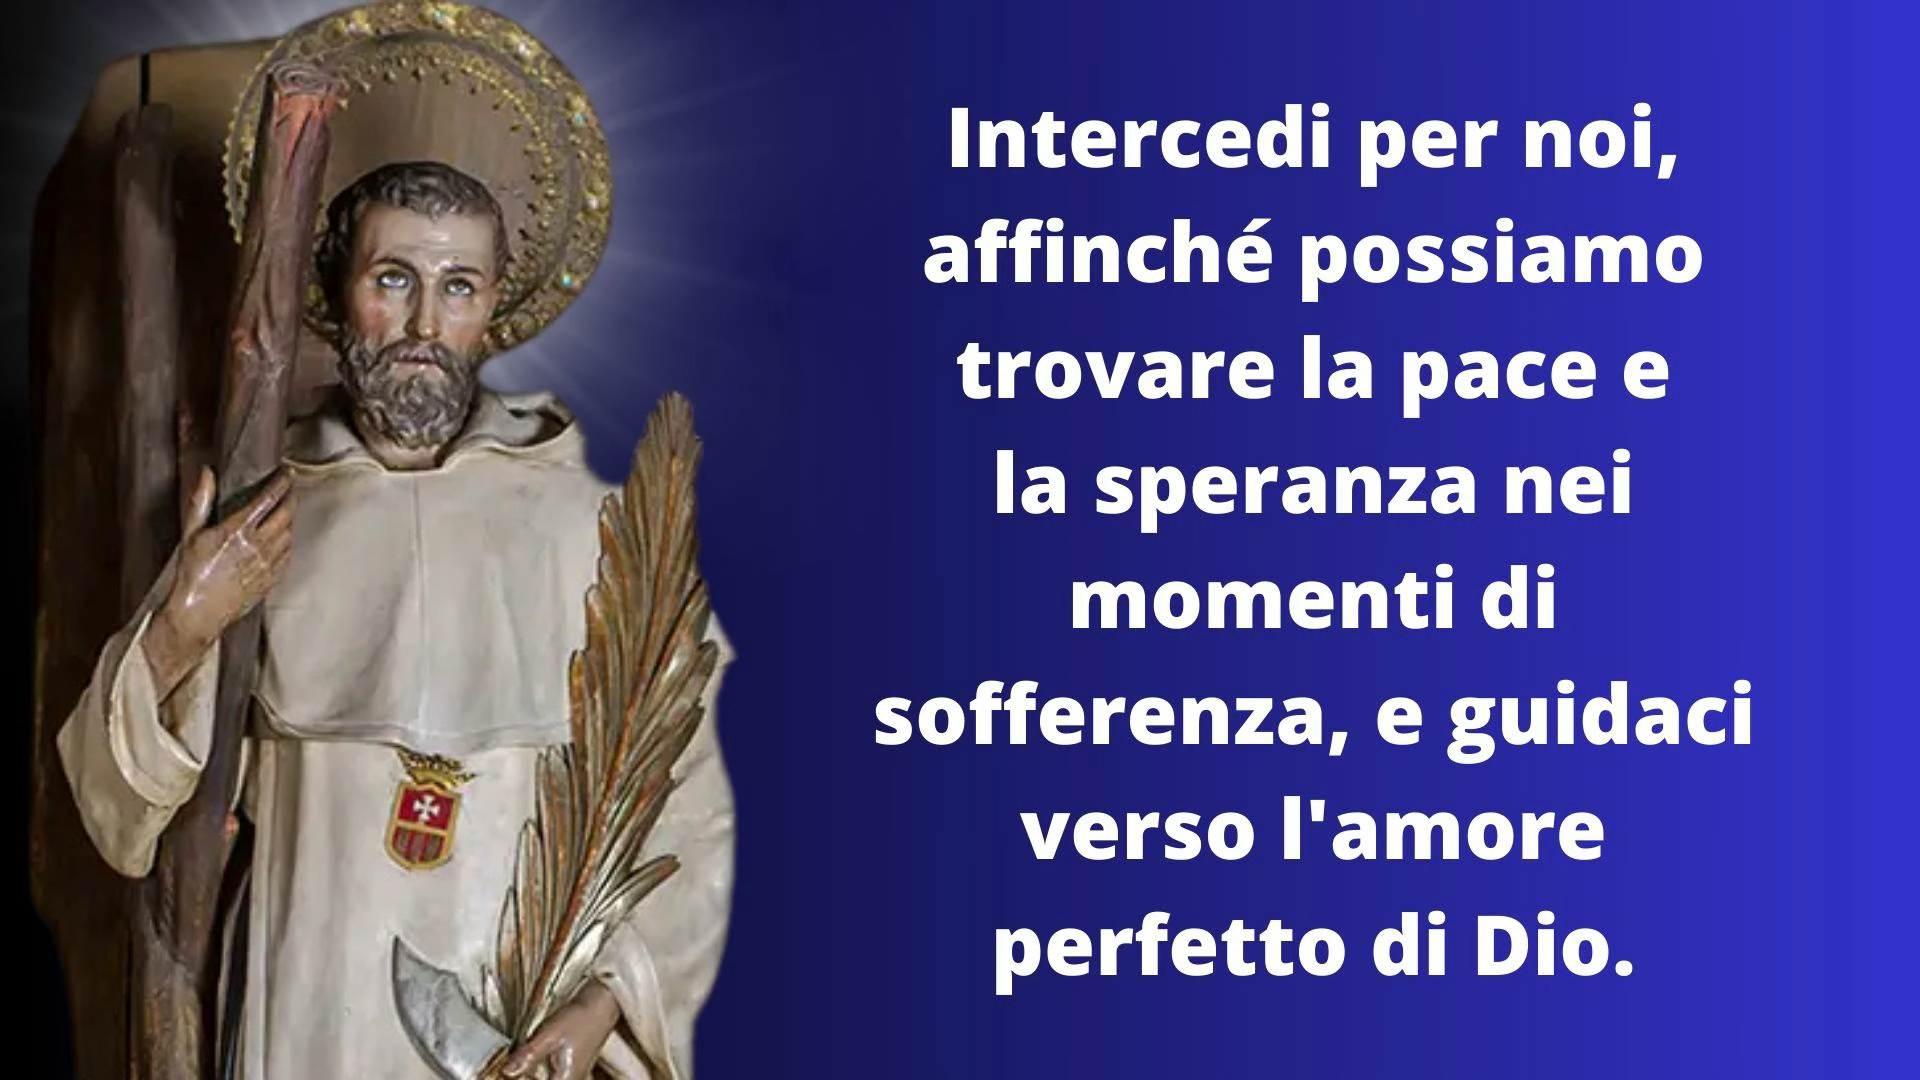 Intercedi per noi,
affinché possiamo
trovare la pace e
la speranza nei
momenti di
sofferenza, e guidaci
verso l'amore
perfetto di Dio.